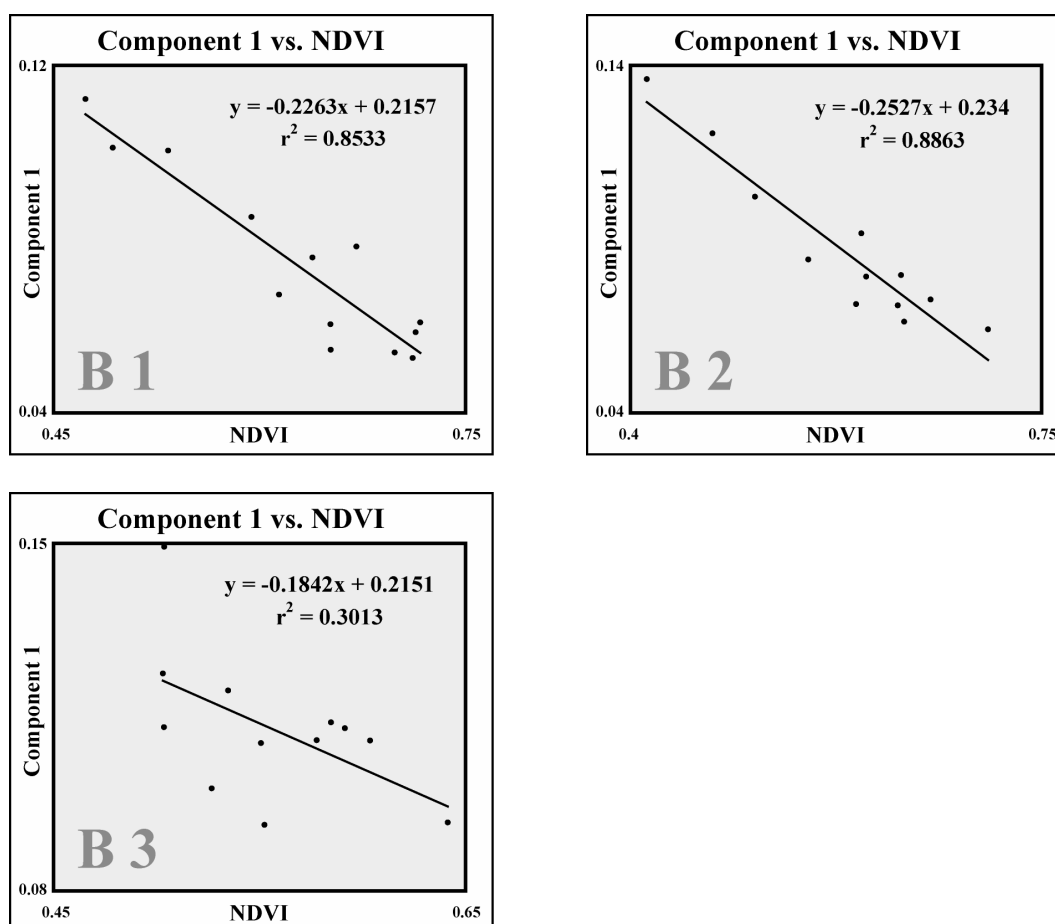 Component 1 vs. NDVI
0.12
y = -0.2263x + 0.2157
r² = 0.8533
Component 1
B 1
0.04
0.45
NDVI
0.75
Component 1 vs. NDVI
0.14
y = -0.2527x + 0.234
r² = 0.8863
Component 1
B 2
0.04
0.4
NDVI
0.75
Component 1 vs. NDVI
0.15
y = -0.1842x + 0.2151
r² = 0.3013
Component 1
B 3
0.08
0.45
NDVI
0.65